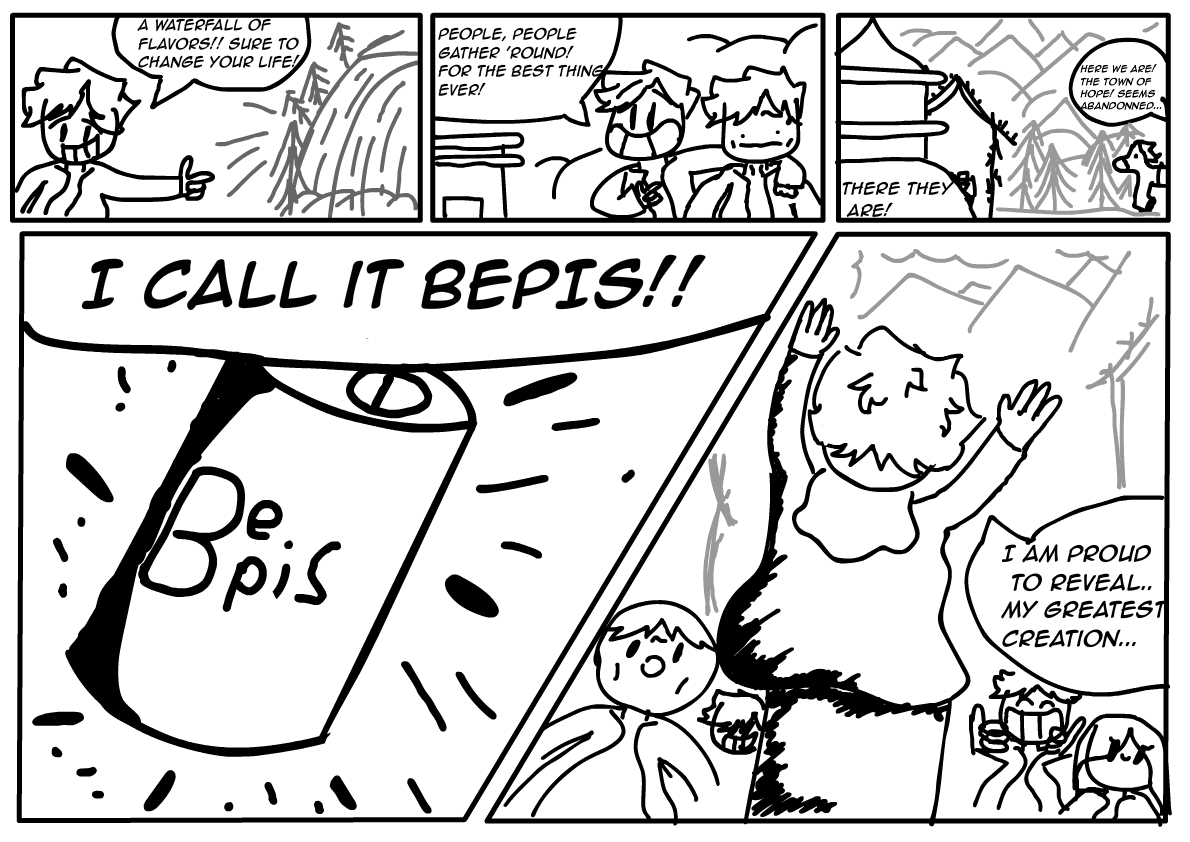 HERE WE ARE!
THE TOWN OF
HOPE! SEEMS
ABANDONNED...
THERE THEY
ARE!
PEOPLE, PEOPLE
GATHER 'ROUND!
FOR THE BEST THING
EVER!
A WATERFALL OF
FLAVORS!! SURE TO
CHANGE YOUR LIFE!
I AM PROUD
TO REVEAL..
MY GREATEST
CREATION...
I CALL IT BEPIS!!
Be
pis